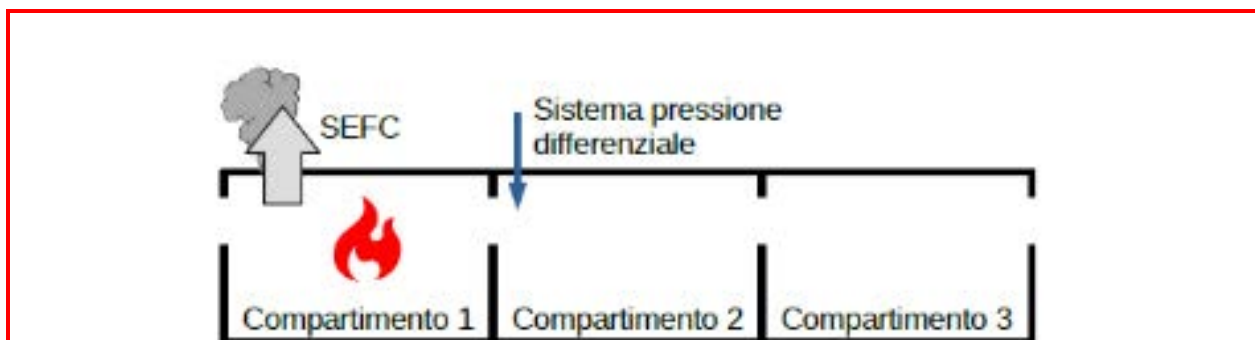 SEFC
Sistema pressione
differenziale
Compartimento 1
Compartimento 2
Compartimento 3